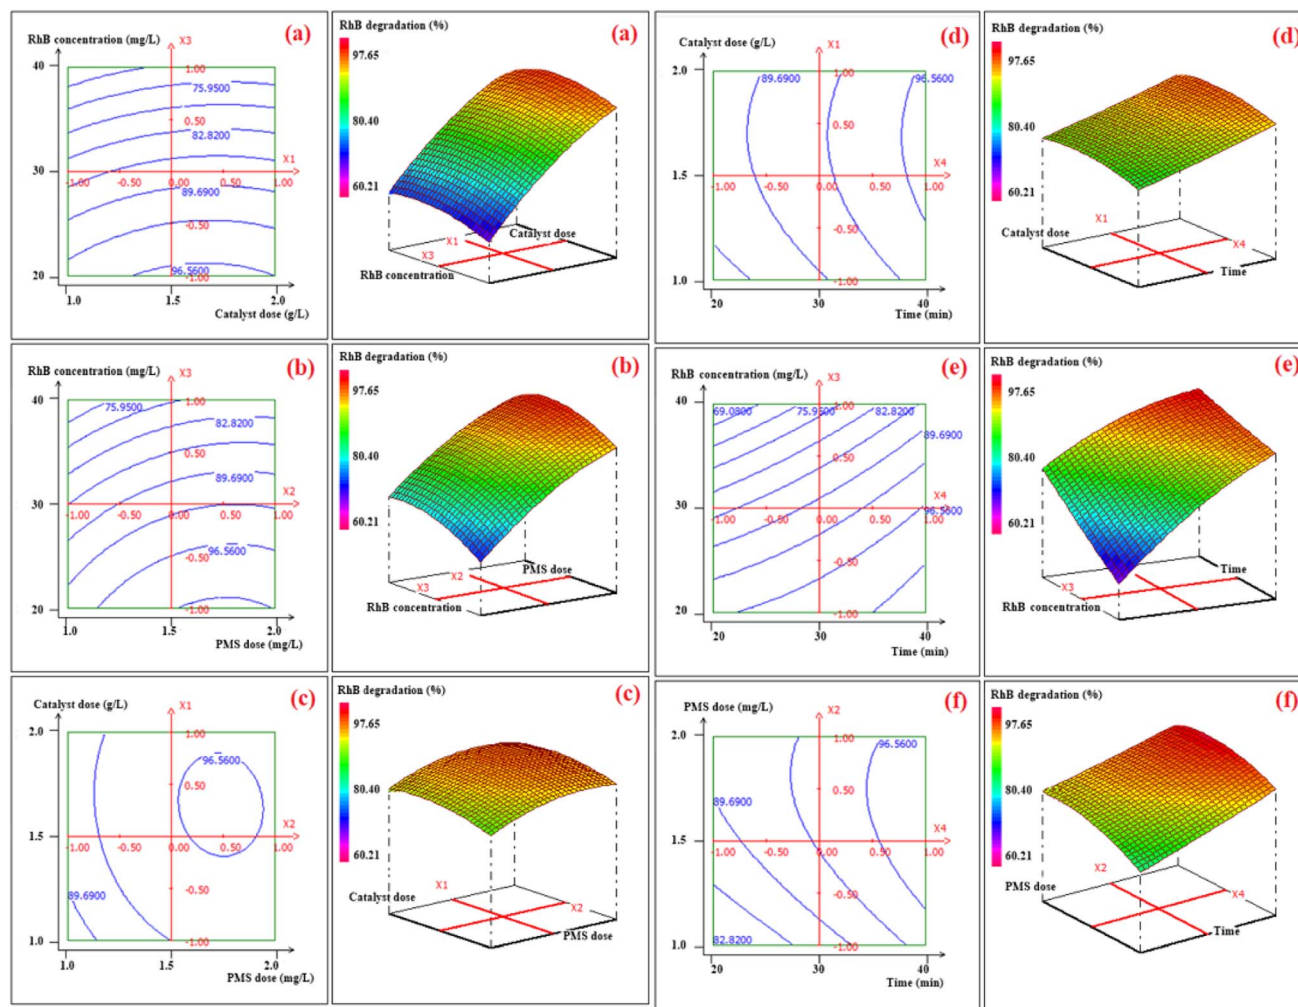 RhB concentration (mg/L)
X3
(a)
40
1.00
75.9500
0.50
82.8200
X1
30
-1.00
-0.50
0.00
0.50
1.00
89.6900
-0.50
20
96.5600
-1.00
1.0
1.5
2.0
Catalyst dose (g/L)
RhB degradation (%)
(a)
97.65
80.40
60.21
X1
Catalyst dose
X3
RhB concentration
Catalyst dose (g/L)
X1
(d)
2.0
89.6900
1.00
96.5600
0.50
X4
1.5
-1.00
-0.50
0.00
0.50
1.00
-0.50
1.0
-1.00
20
30
40
Time (min)
RhB degradation (%)
(d)
97.65
80.40
60.21
X1
Catalyst dose
X4
Time
RhB concentration (mg/L)
X3
(b)
40
75.9500
1.00
82.8200
0.50
89.6900
X2
30
-1.00
-0.50
0.00
0.50
1.00
96.5600
-0.50
20
-1.00
1.0
1.5
2.0
PMS dose (mg/L)
RhB degradation (%)
(b)
97.65
80.40
60.21
X2
PMS dose
X3
RhB concentration
RhB concentration (mg/L)
X3
(e)
40
69.0800
75.9500
1.00
82.8200
89.6900
0.50
X4
30
-1.00
-0.50
0.00
0.50
1.00
96.5600
-0.50
20
-1.00
20
30
40
Time (min)
RhB degradation (%)
(e)
97.65
80.40
60.21
Time
X4
X3
RhB concentration
Catalyst dose (g/L)
X1
(c)
2.0
1.00
96.5600
0.50
X2
1.5
-1.00
-0.50
0.00
0.50
1.00
-0.50
89.6900
1.0
-1.00
1.0
1.5
2.0
PMS dose (mg/L)
RhB degradation (%)
(c)
97.65
80.40
60.21
X1
Catalyst dose
X2
PMS dose
PMS dose (mg/L)
X2
(f)
2.0
1.00
96.5600
0.50
89.6900
X4
1.5
-1.00
-0.50
0.00
0.50
1.00
-0.50
82.8200
1.0
-1.00
20
30
40
Time (min)
RhB degradation (%)
(f)
97.65
80.40
60.21
X2
PMS dose
X4
Time